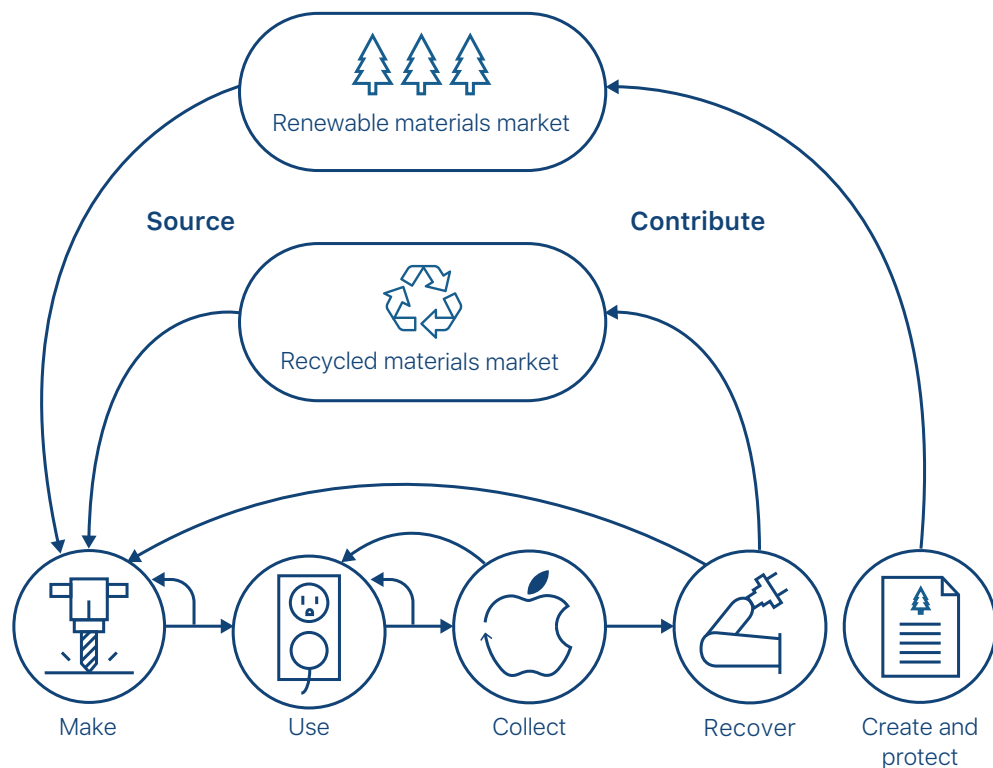 Renewable materials market
Source
Contribute
Recycled materials market
Make
Use
Collect
Recover
Create and
protect